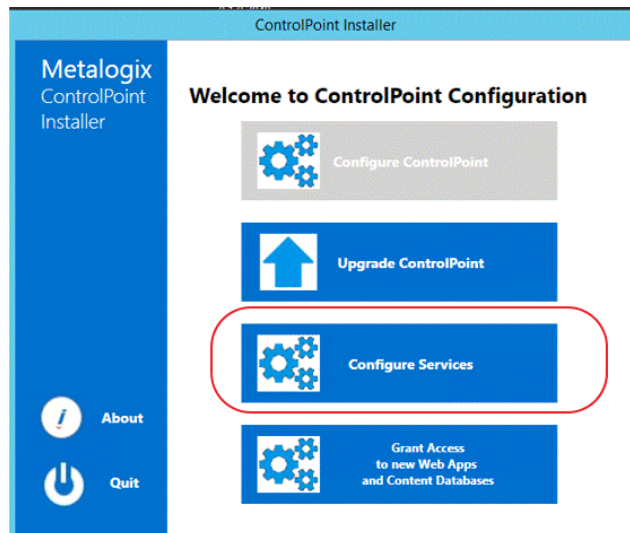 ControlPoint Installer
Metalogix
ControlPoint
Installer
Welcome to ControlPoint Configuration
Configure ControlPoint
Upgrade ControlPoint
Configure Services
Grant Access
to new Web Apps
and Content Databases
About
Quit